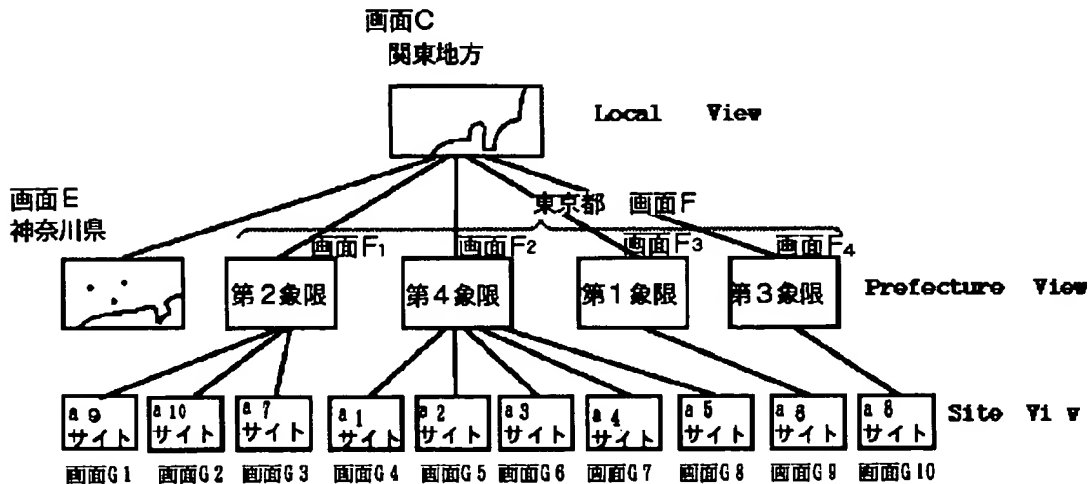 画面C
関東地方
Local View
画面E
神奈川県
東京都 画面F
画面F1 画面F2 画面F3 画面F4
第2象限 第4象限 第1象限 第3象限
Prefecture View
a9 a10 a7 a1 a2 a3 a4 a5 a8 a8
サイト サイト サイト サイト サイト サイト サイト サイト サイト サイト
Site Vi w
画面G1 画面G2 画面G3 画面G4 画面G5 画面G6 画面G7 画面G8 画面G9 画面G10